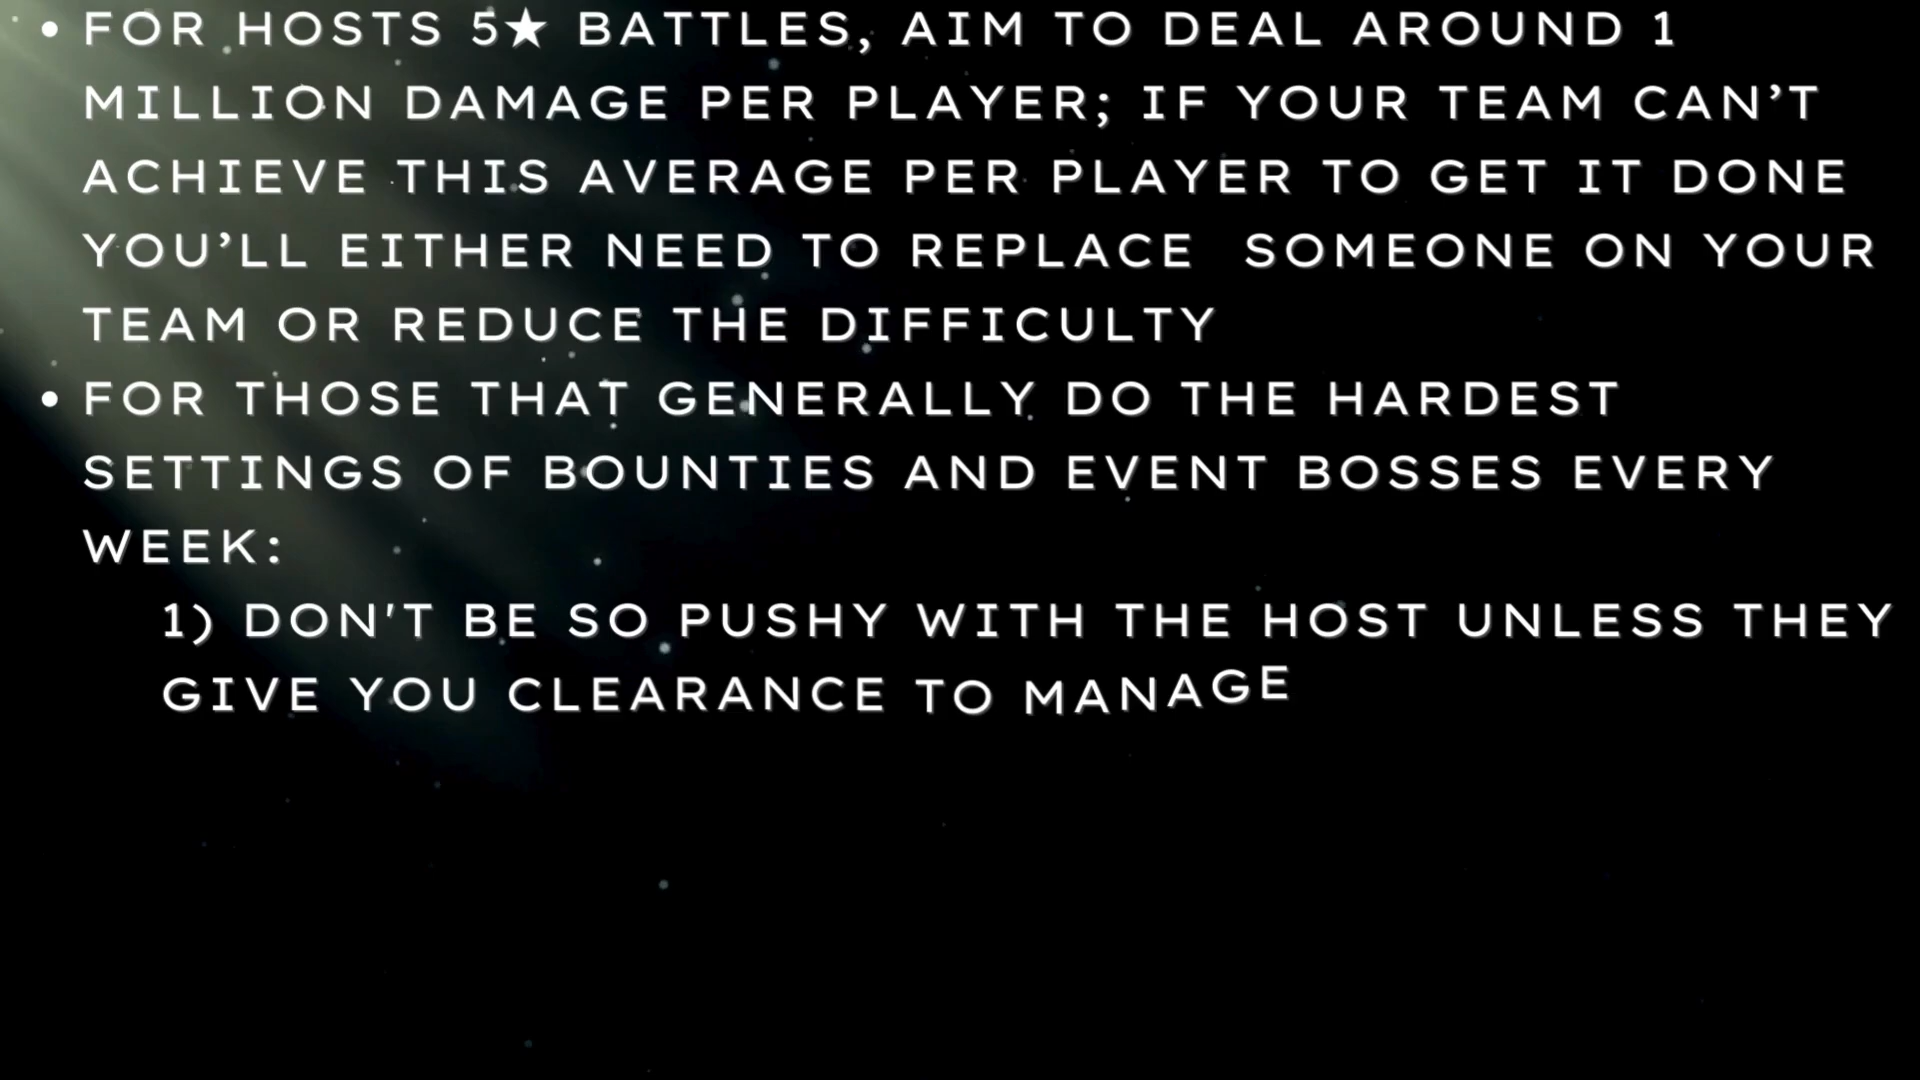 • FOR HOSTS 5★ BATTLES, AIM TO DEAL AROUND 1
MILLION DAMAGE PER PLAYER; IF YOUR TEAM CAN’T
ACHIEVE THIS AVERAGE PER PLAYER TO GET IT DONE
YOU’LL EITHER NEED TO REPLACE  SOMEONE ON YOUR
TEAM OR REDUCE THE DIFFICULTY
• FOR THOSE THAT GENERALLY DO THE HARDEST
SETTINGS OF BOUNTIES AND EVENT BOSSES EVERY
WEEK:
1) DON'T BE SO PUSHY WITH THE HOST UNLESS THEY
GIVE YOU CLEARANCE TO MANAGE